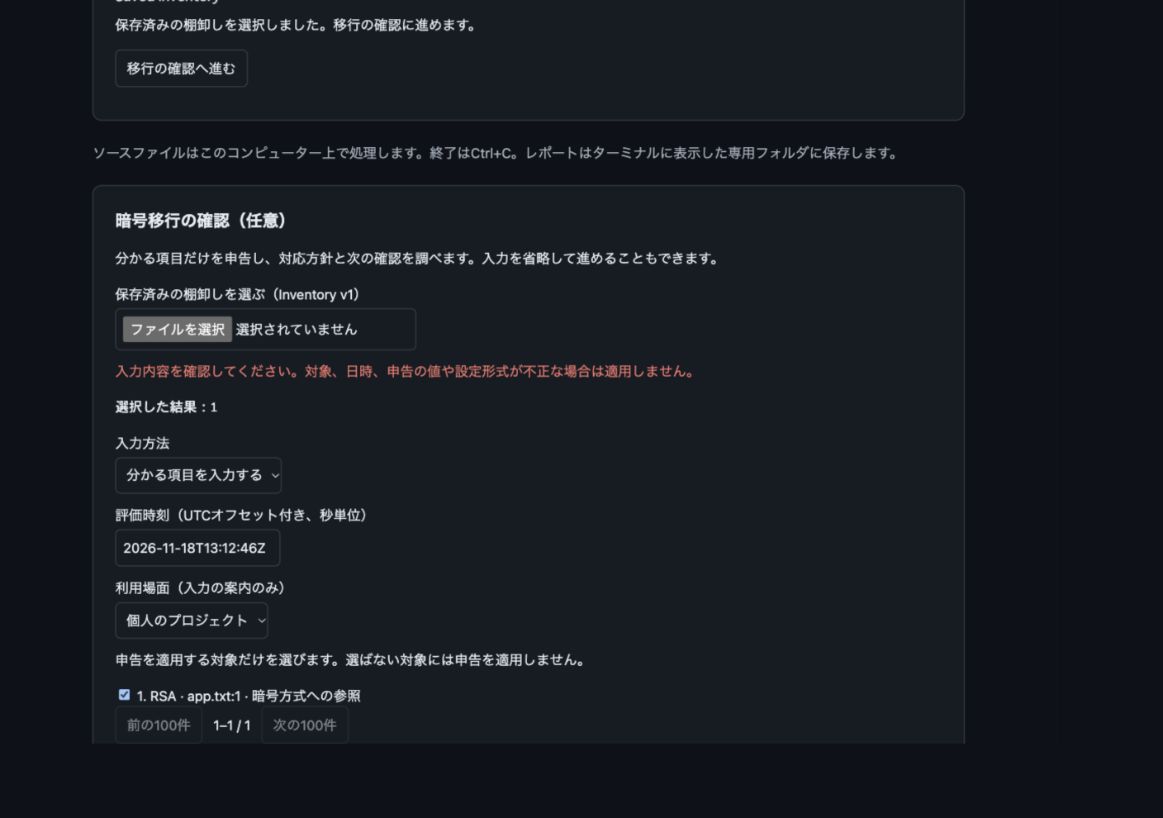 保存済みの棚卸しを選択しました。移行の確認に進めます。
移行の確認へ進む
ソースファイルはこのコンピューター上で処理します。終了はCtrl+C。レポートはターミナルに表示した専用フォルダに保存します。
暗号移行の確認（任意）
分かる項目だけを申告し、対応方針と次の確認を調べます。入力を省略して進めることもできます。
保存済みの棚卸しを選ぶ（Inventory v1）
ファイルを選択 選択されていません
入力内容を確認してください。対象、日時、申告の値や設定形式が不正な場合は適用しません。
選択した結果：1
入力方法
分かる項目を入力する
評価時刻（UTCオフセット付き、秒単位）
2026-11-18T13:12:46Z
利用場面（入力の案内のみ）
個人のプロジェクト
申告を適用する対象だけを選びます。選ばない対象には申告を適用しません。
1. RSA · app.txt:1 · 暗号方式への参照
前の100件 1–1 / 1 次の100件